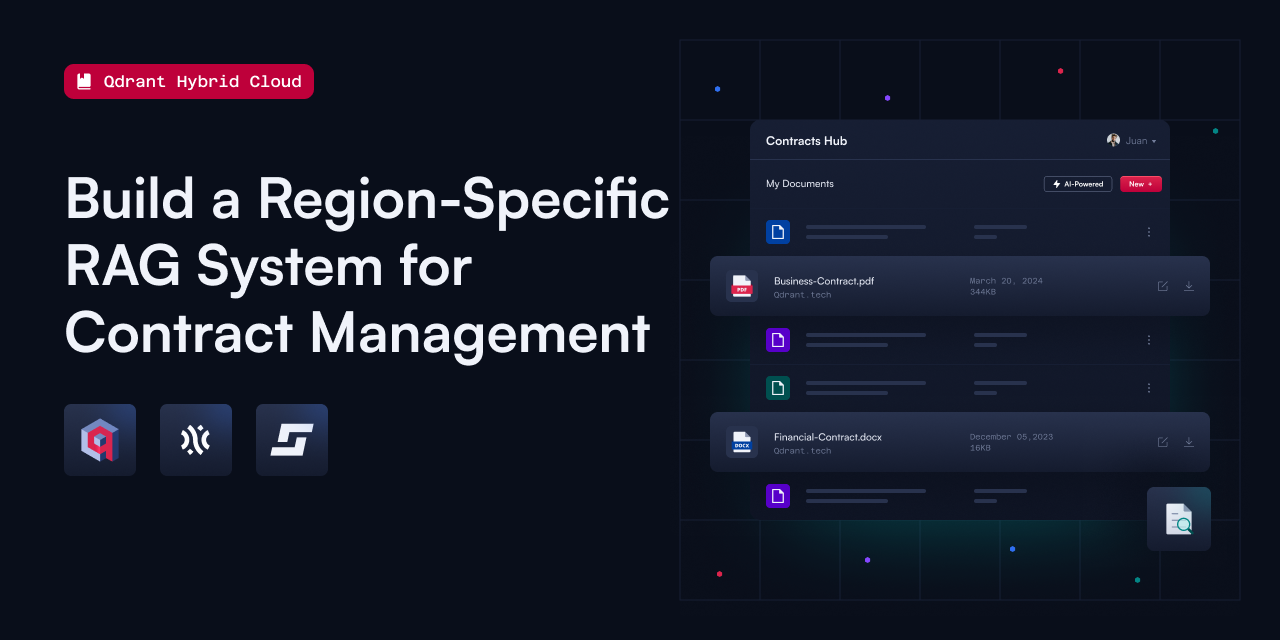 Qdrant Hybrid Cloud
Build a Region-Specific
RAG System for
Contract Management
Contracts Hub
Juan
My Documents
AI-Powered
New +
PDF
Business-Contract.pdf
Qdrant.tech
March 20, 2024
344KB
DOCX
Financial-Contract.docx
Qdrant.tech
December 05,2023
16KB